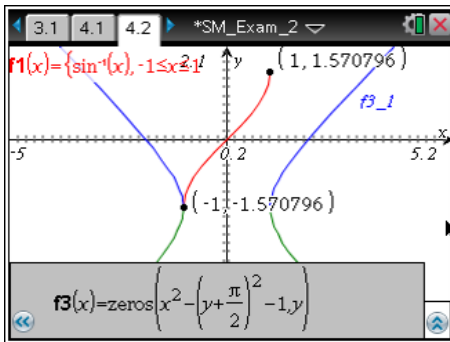 3.1 4.1 4.2 *SM_Exam_2
f1(x)={sin⁻¹(x), -1≤x≤1
2.1 y
(1, 1.570796)
f3_1
x
-5 0.2 5.2
(-1, -1.570796)
f3(x)=zeros(x²-(y+π/2)²-1,y)